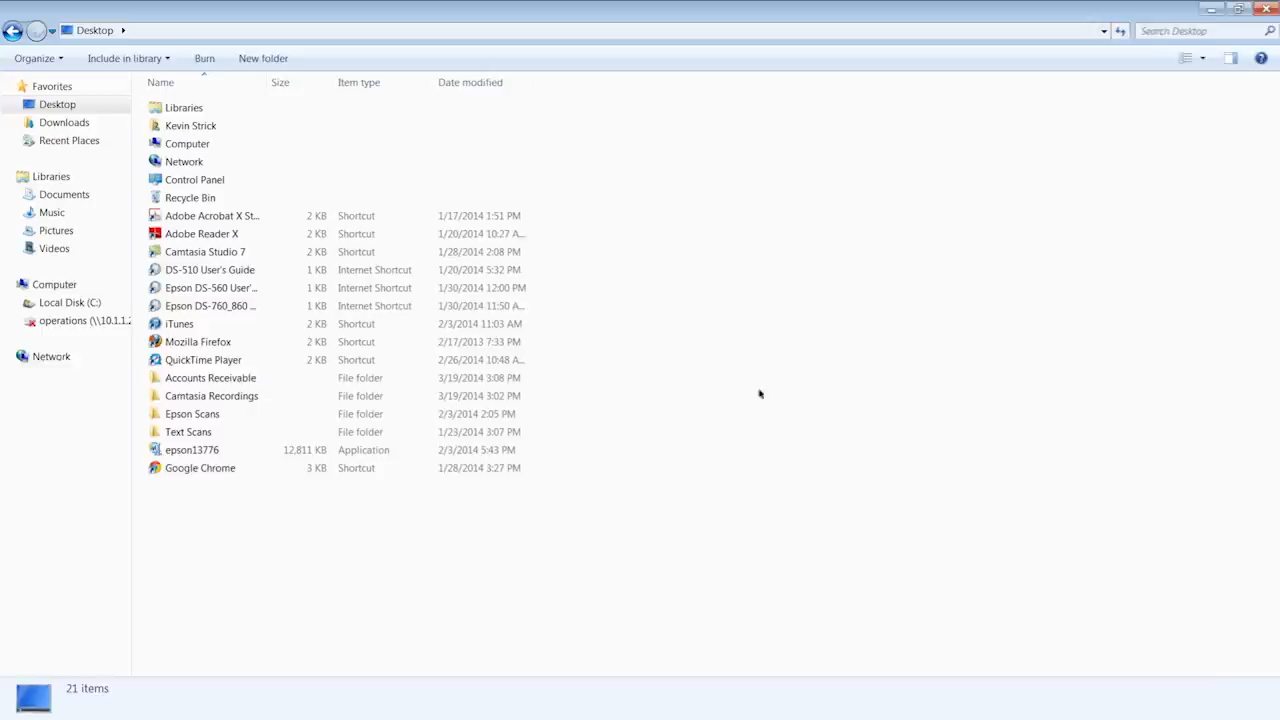 Desktop
Search Desktop
Organize Include in library Burn New folder
Name Size Item type Date modified
Favorites
Desktop
Downloads
Recent Places
Libraries
Documents
Music
Pictures
Videos
Computer
Local Disk (C:)
operations (\\10.1.1.2
Network
Libraries
Kevin Strick
Computer
Network
Control Panel
Recycle Bin
Adobe Acrobat X St... 2 KB Shortcut 1/17/2014 1:51 PM
Adobe Reader X 2 KB Shortcut 1/20/2014 10:27 A...
Camtasia Studio 7 2 KB Shortcut 1/28/2014 2:08 PM
DS-510 User's Guide 1 KB Internet Shortcut 1/20/2014 5:32 PM
Epson DS-560 User'... 1 KB Internet Shortcut 1/30/2014 12:00 PM
Epson DS-760_860 ... 1 KB Internet Shortcut 1/30/2014 11:50 A...
iTunes 2 KB Shortcut 2/3/2014 11:03 AM
Mozilla Firefox 2 KB Shortcut 2/17/2013 7:33 PM
QuickTime Player 2 KB Shortcut 2/26/2014 10:48 A...
Accounts Receivable File folder 3/19/2014 3:08 PM
Camtasia Recordings File folder 3/19/2014 3:02 PM
Epson Scans File folder 2/3/2014 2:05 PM
Text Scans File folder 1/23/2014 3:07 PM
epson13776 12,811 KB Application 2/3/2014 5:43 PM
Google Chrome 3 KB Shortcut 1/28/2014 3:27 PM
21 items